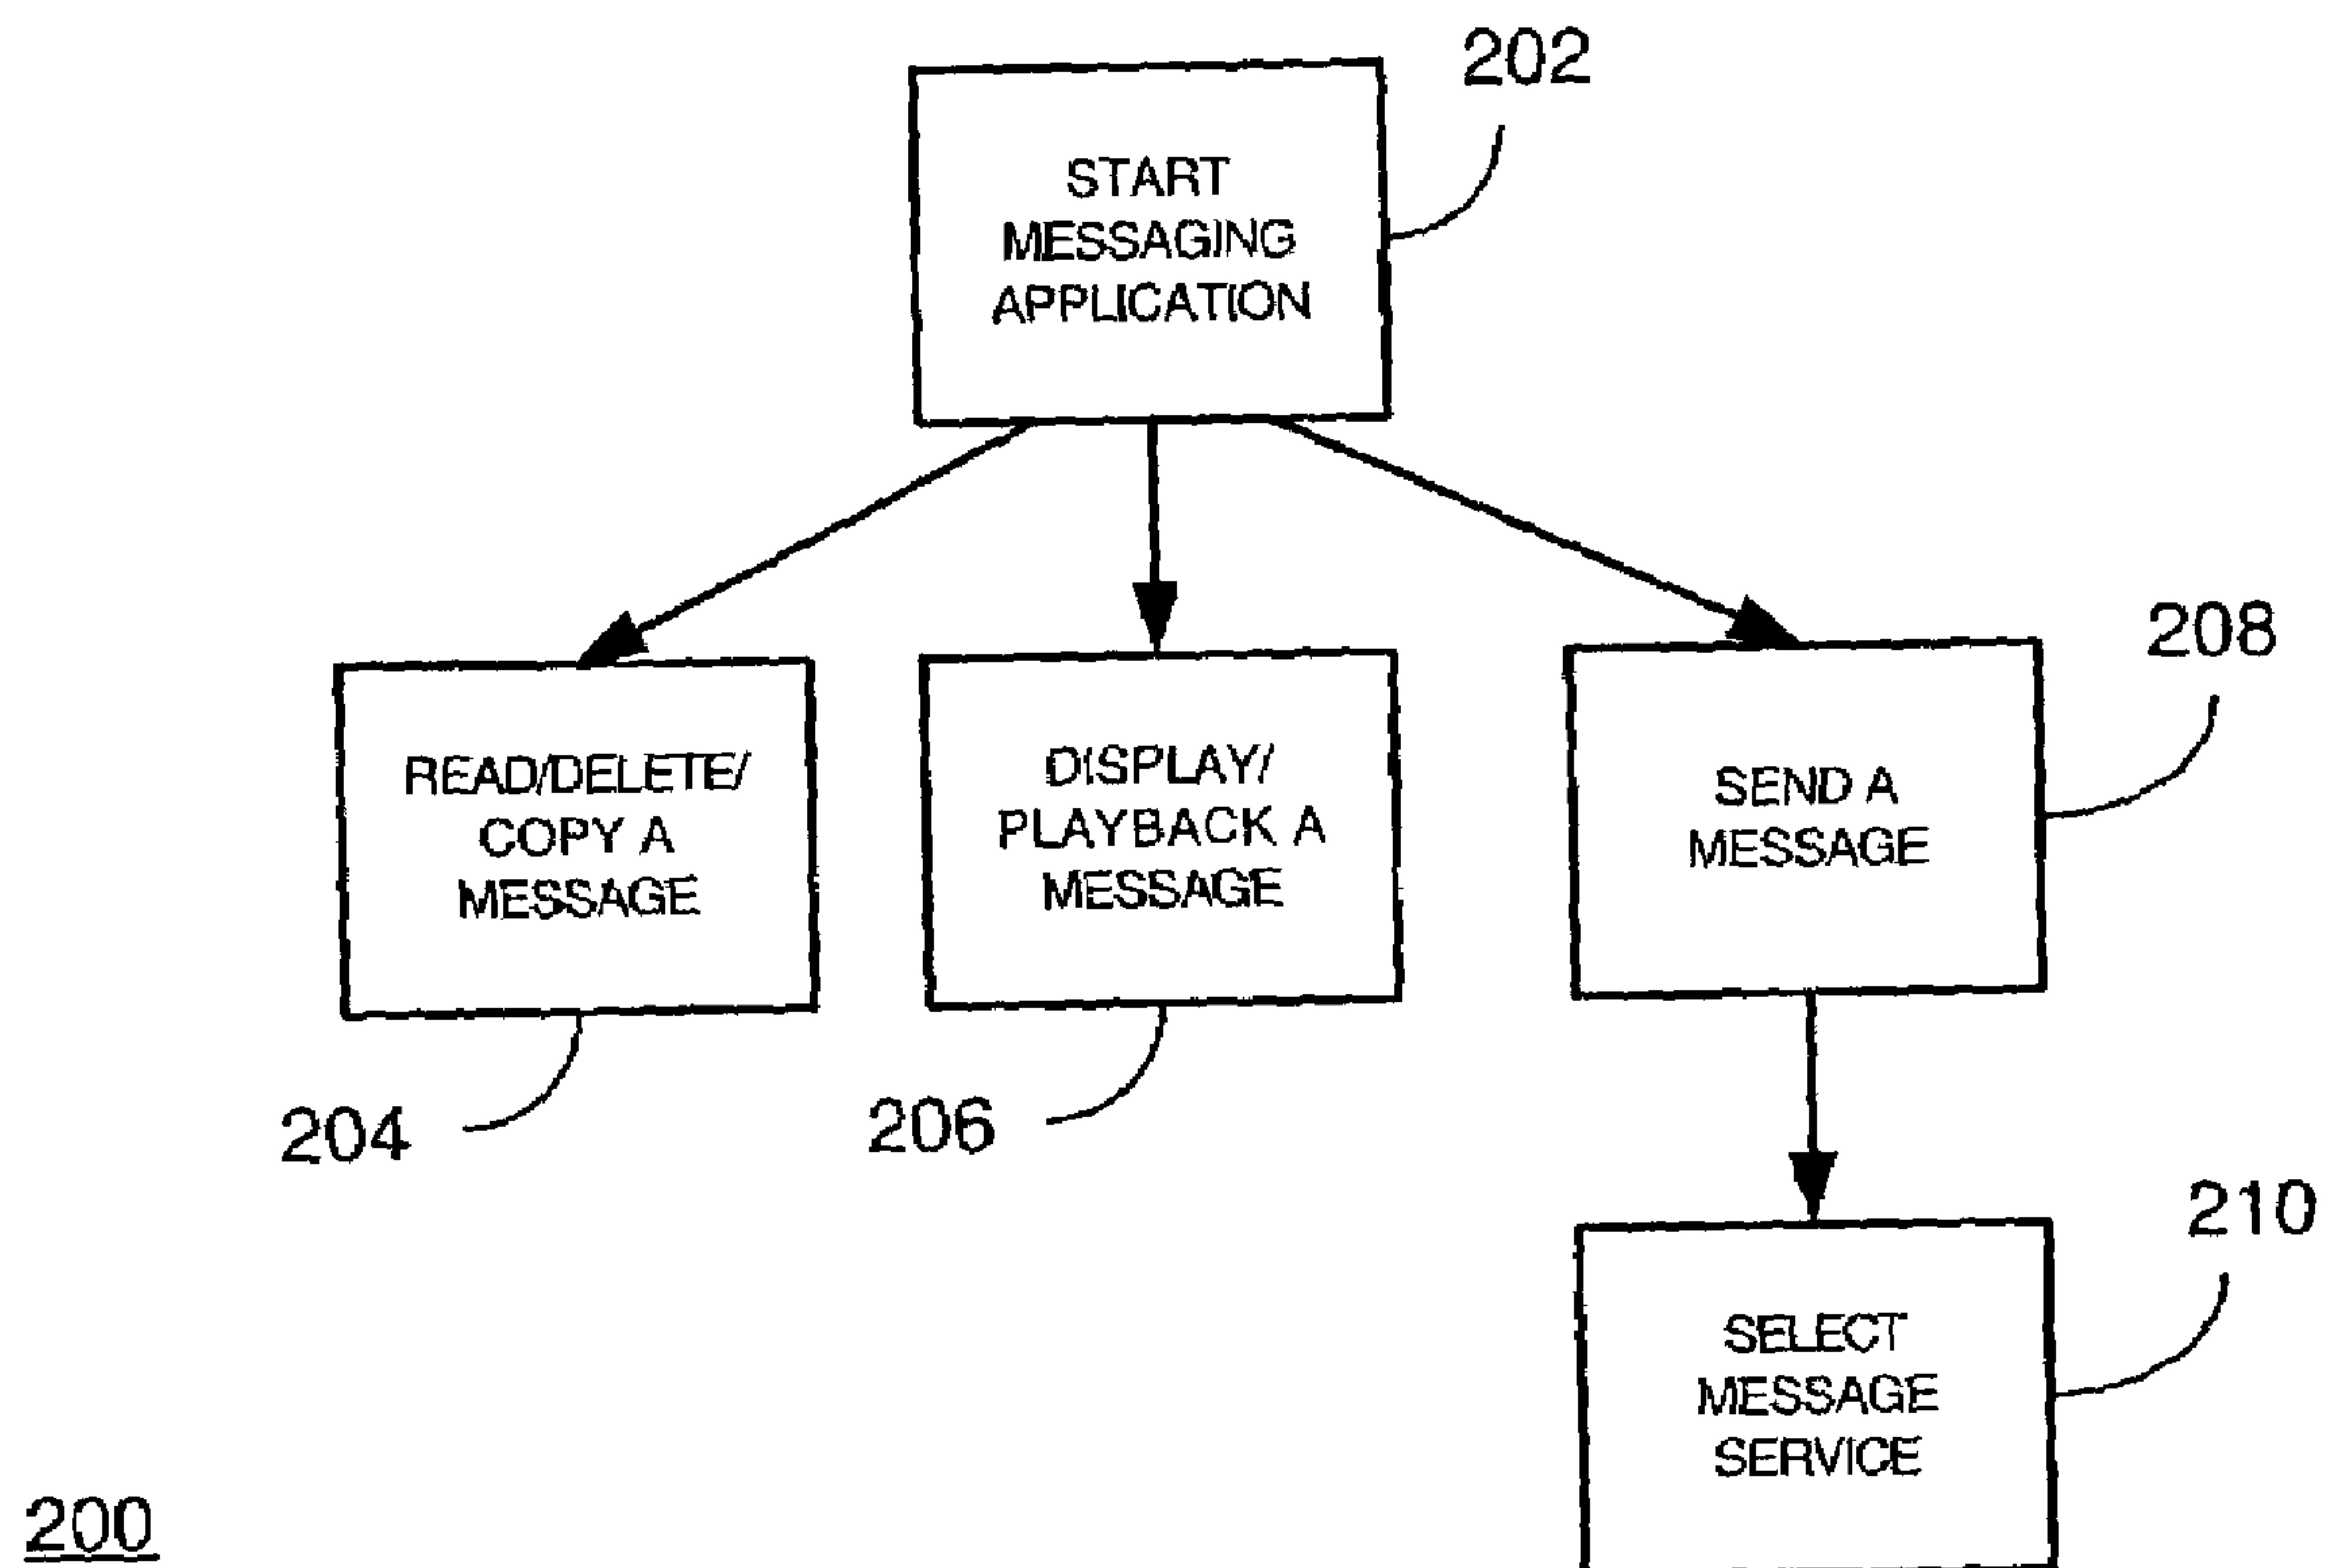 202
START
MESSAGING
APPLICATION
208
READ/DELETE/
COPY A
MESSAGE
DISPLAY/
PLAYBACK A
MESSAGE
SEND A
MESSAGE
204
206
210
SELECT
MESSAGE
SERVICE
200